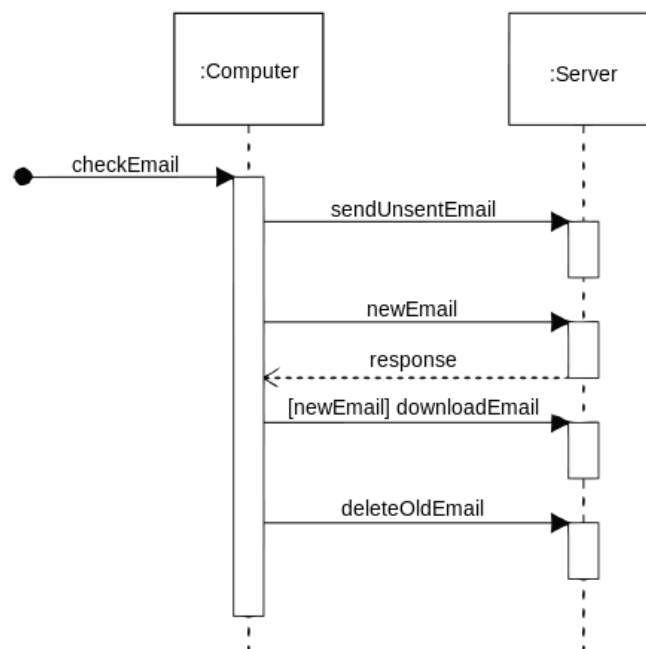 :Computer
:Server
checkEmail
sendUnsentEmail
newEmail
response
[newEmail] downloadEmail
deleteOldEmail